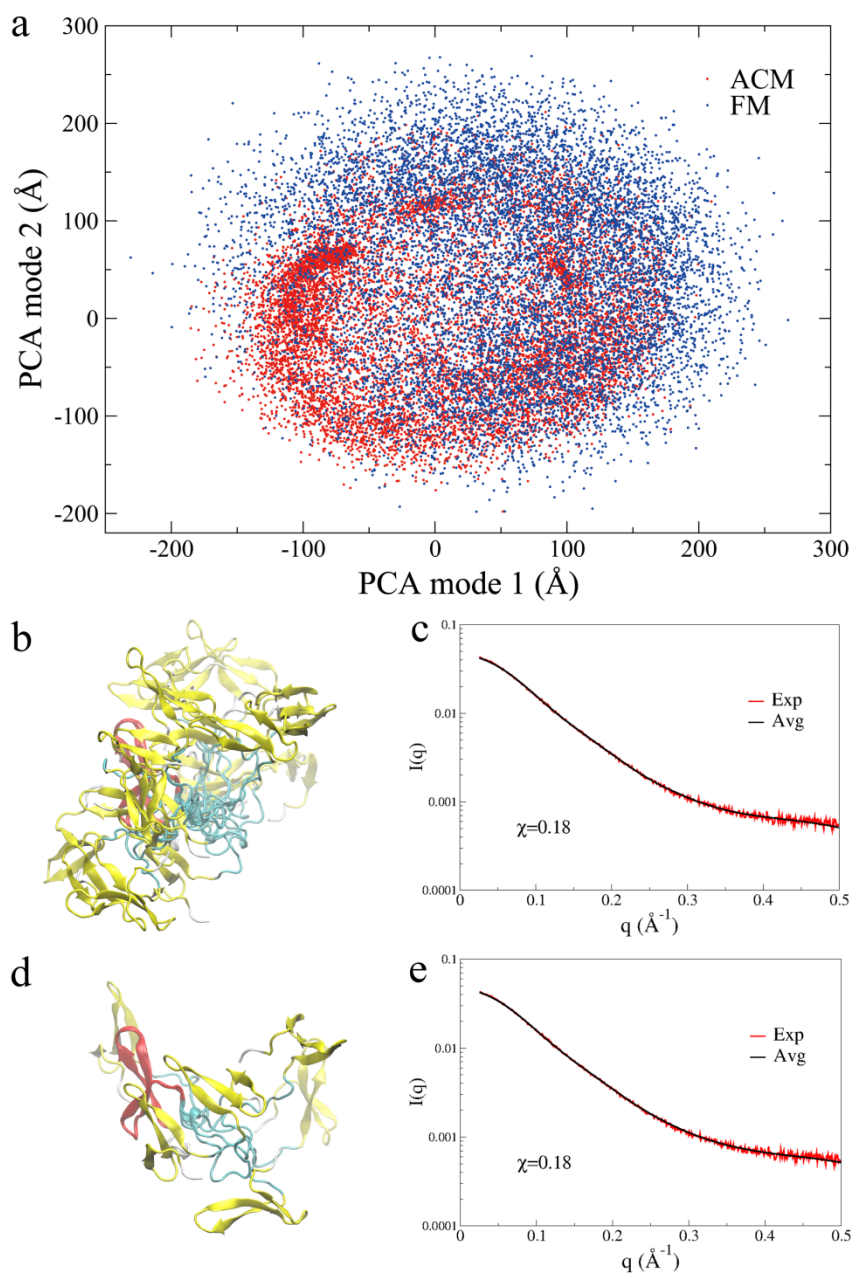 a
300
200
100
0
-100
-200
PCA mode 2 (Å)
ACM
FM
-200 -100 0 100 200 300
PCA mode 1 (Å)
b
c
0.1
0.01
0.001
0.0001
I(q)
Exp
Avg
χ=0.18
0 0.1 0.2 0.3 0.4 0.5
q (Å⁻¹)
d
e
0.1
0.01
0.001
0.0001
I(q)
Exp
Avg
χ=0.18
0 0.1 0.2 0.3 0.4 0.5
q (Å⁻¹)